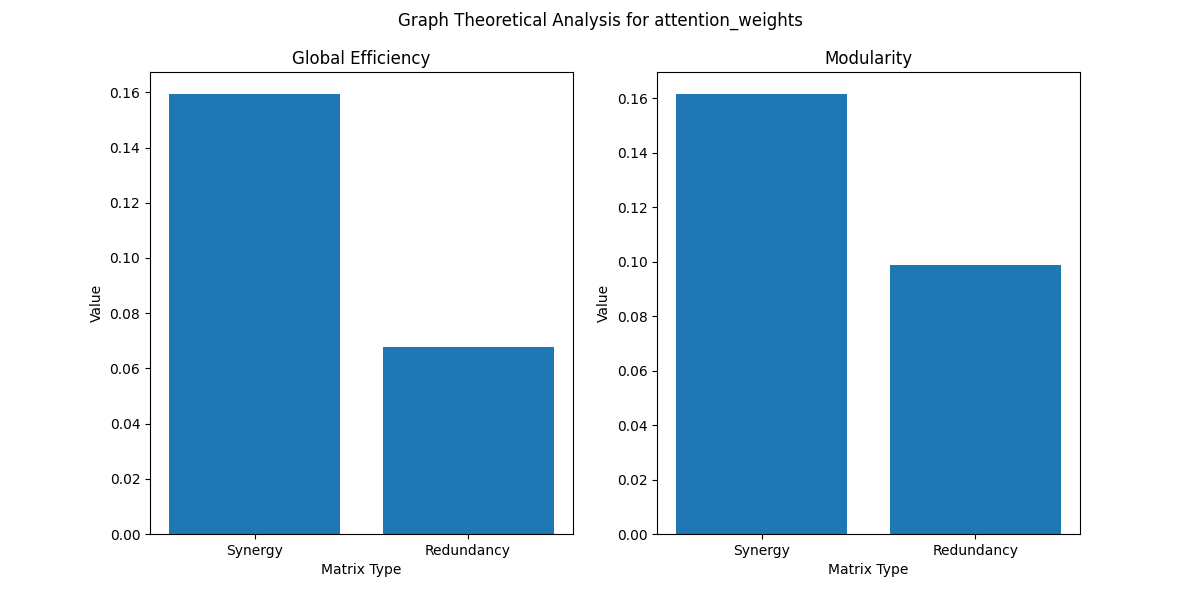 Graph Theoretical Analysis for attention_weights
Global Efficiency
0.16
0.14
0.12
0.10
0.08
0.06
0.04
0.02
0.00
Value
Synergy
Redundancy
Matrix Type
Modularity
0.16
0.14
0.12
0.10
0.08
0.06
0.04
0.02
0.00
Value
Synergy
Redundancy
Matrix Type